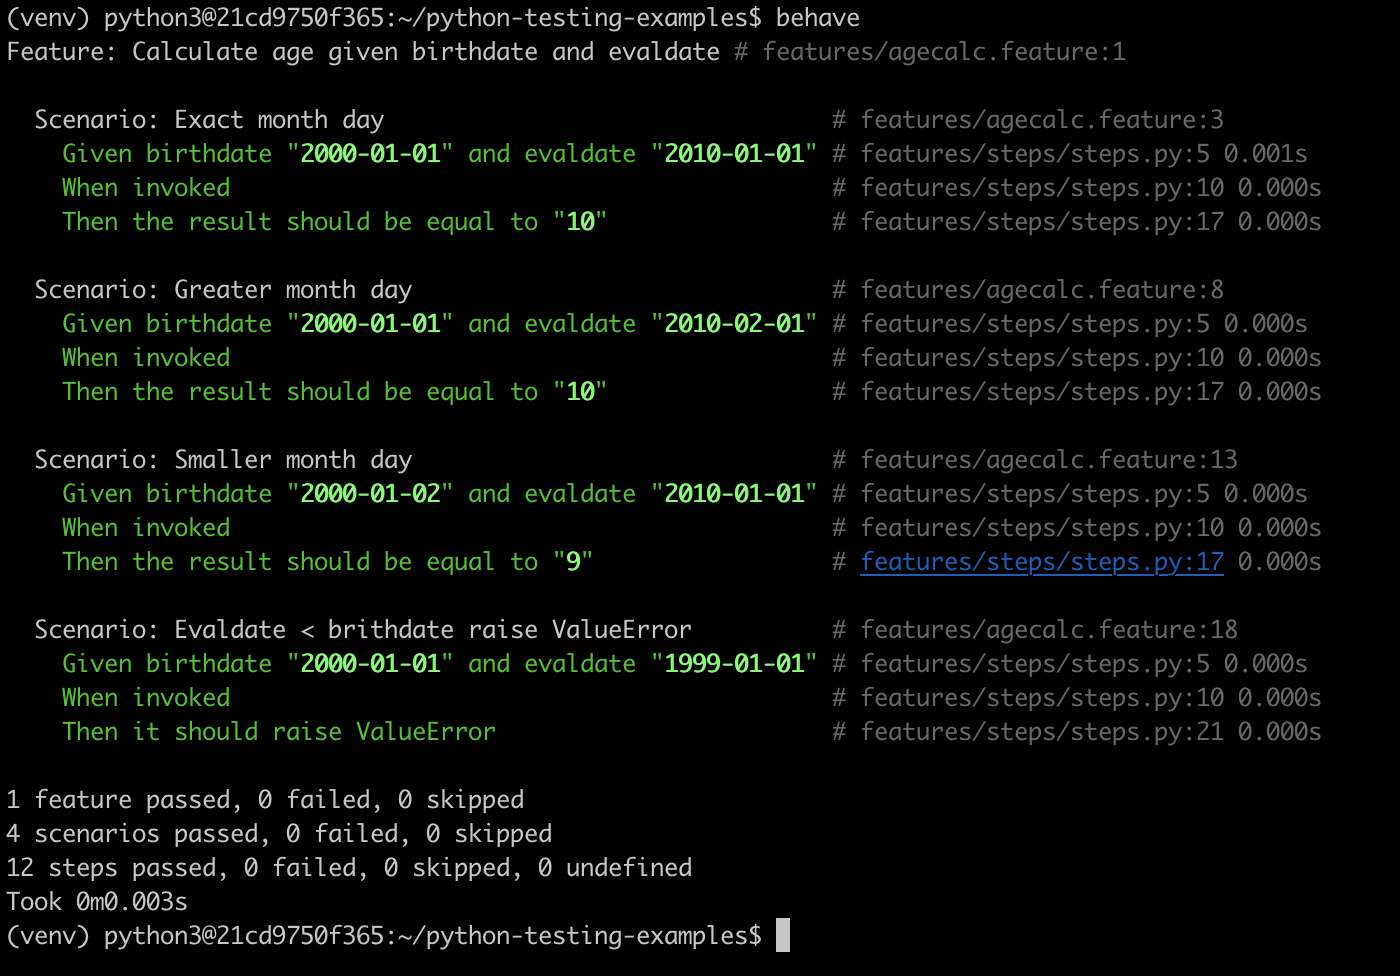 (venv) python3@21cd9750f365:~/python-testing-examples$ behave
Feature: Calculate age given birthdate and evaldate # features/agecalc.feature:1

  Scenario: Exact month day                                # features/agecalc.feature:3
    Given birthdate "2000-01-01" and evaldate "2010-01-01" # features/steps/steps.py:5 0.001s
    When invoked                                           # features/steps/steps.py:10 0.000s
    Then the result should be equal to "10"                # features/steps/steps.py:17 0.000s

  Scenario: Greater month day                              # features/agecalc.feature:8
    Given birthdate "2000-01-01" and evaldate "2010-02-01" # features/steps/steps.py:5 0.000s
    When invoked                                           # features/steps/steps.py:10 0.000s
    Then the result should be equal to "10"                # features/steps/steps.py:17 0.000s

  Scenario: Smaller month day                              # features/agecalc.feature:13
    Given birthdate "2000-01-02" and evaldate "2010-01-01" # features/steps/steps.py:5 0.000s
    When invoked                                           # features/steps/steps.py:10 0.000s
    Then the result should be equal to "9"                 # features/steps/steps.py:17 0.000s

  Scenario: Evaldate < brithdate raise ValueError          # features/agecalc.feature:18
    Given birthdate "2000-01-01" and evaldate "1999-01-01" # features/steps/steps.py:5 0.000s
    When invoked                                           # features/steps/steps.py:10 0.000s
    Then it should raise ValueError                        # features/steps/steps.py:21 0.000s

1 feature passed, 0 failed, 0 skipped
4 scenarios passed, 0 failed, 0 skipped
12 steps passed, 0 failed, 0 skipped, 0 undefined
Took 0m0.003s
(venv) python3@21cd9750f365:~/python-testing-examples$